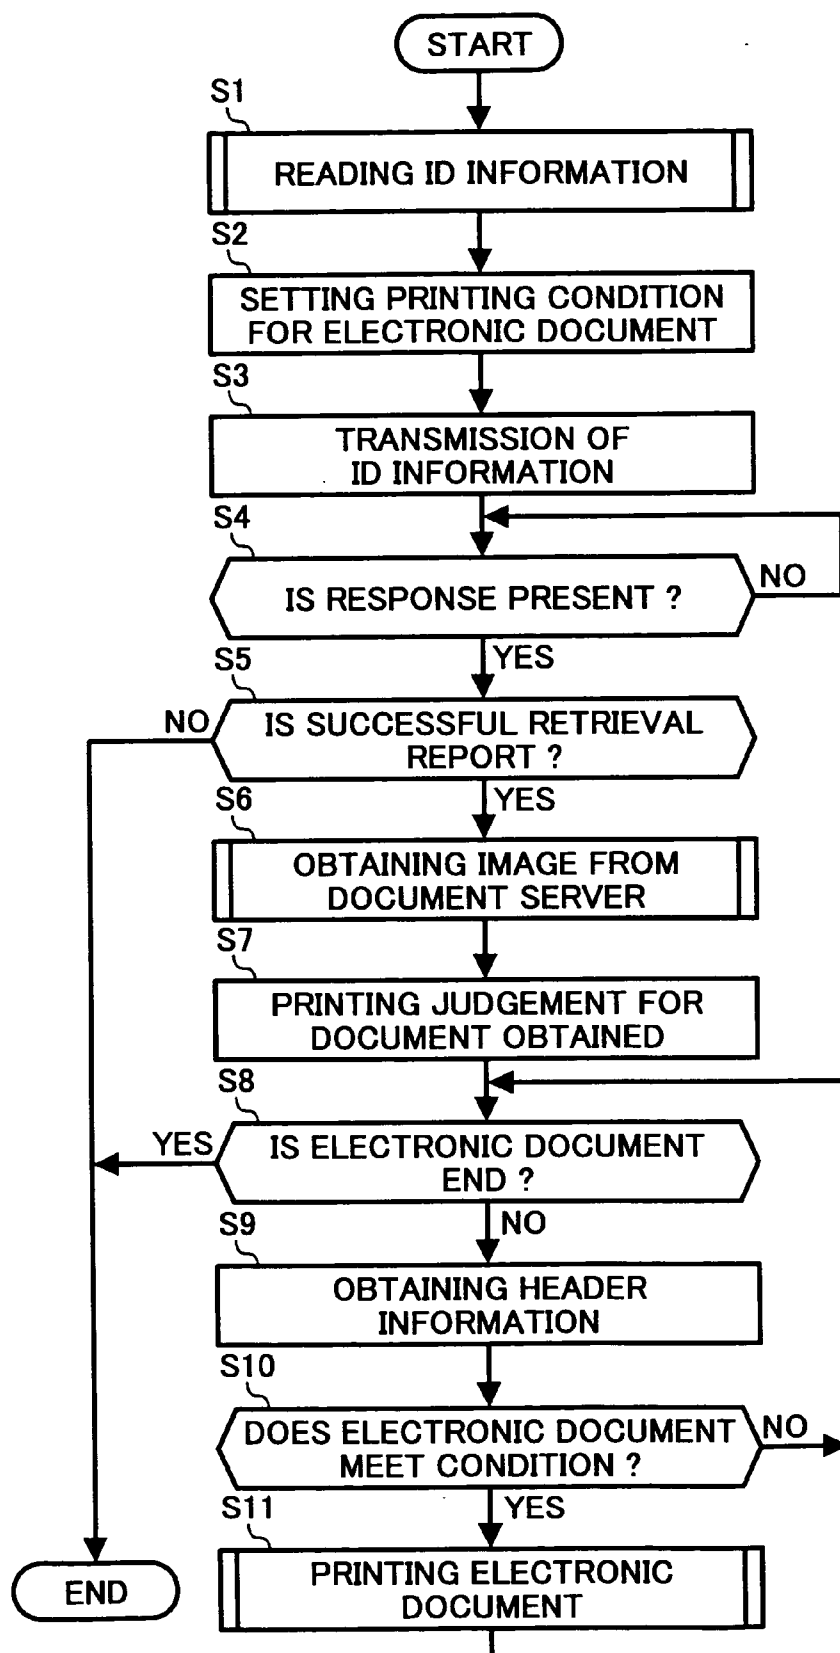 START
S1
READING ID INFORMATION
S2
SETTING PRINTING CONDITION
FOR ELECTRONIC DOCUMENT
S3
TRANSMISSION OF
ID INFORMATION
S4
IS RESPONSE PRESENT ?
NO
YES
S5
NO
IS SUCCESSFUL RETRIEVAL
REPORT ?
YES
S6
OBTAINING IMAGE FROM
DOCUMENT SERVER
S7
PRINTING JUDGEMENT FOR
DOCUMENT OBTAINED
S8
YES
IS ELECTRONIC DOCUMENT
END ?
NO
S9
OBTAINING HEADER
INFORMATION
S10
DOES ELECTRONIC DOCUMENT
MEET CONDITION ?
NO
YES
S11
PRINTING ELECTRONIC
DOCUMENT
END